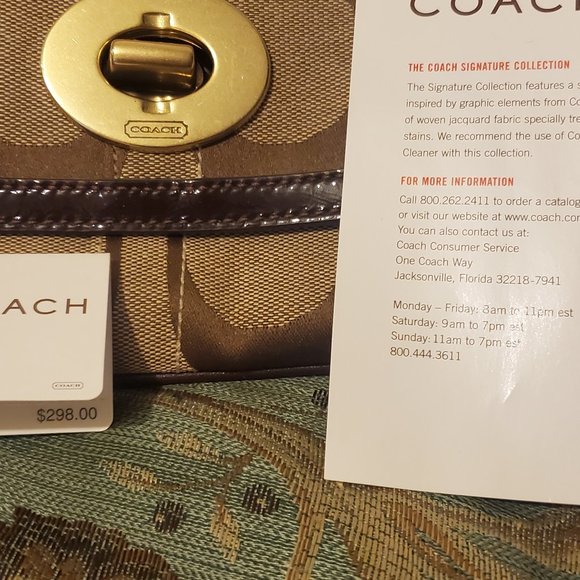 COACH
COACH
THE COACH SIGNATURE COLLECTION
The Signature Collection features a
inspired by graphic elements from
of woven jacquard fabric specially
stains. We recommend the use of
Cleaner with this collection.
FOR MORE INFORMATION
Call 800.262.2411 to order a catalog
or visit our website at www.coach.com
You can also contact us at:
Coach Consumer Service
One Coach Way
Jacksonville, Florida 32218-7941
Monday – Friday: 8am to 11pm est
Saturday: 9am to 7pm est
Sunday: 11am to 7pm est
800.444.3611
OACH
COACH
$298.00